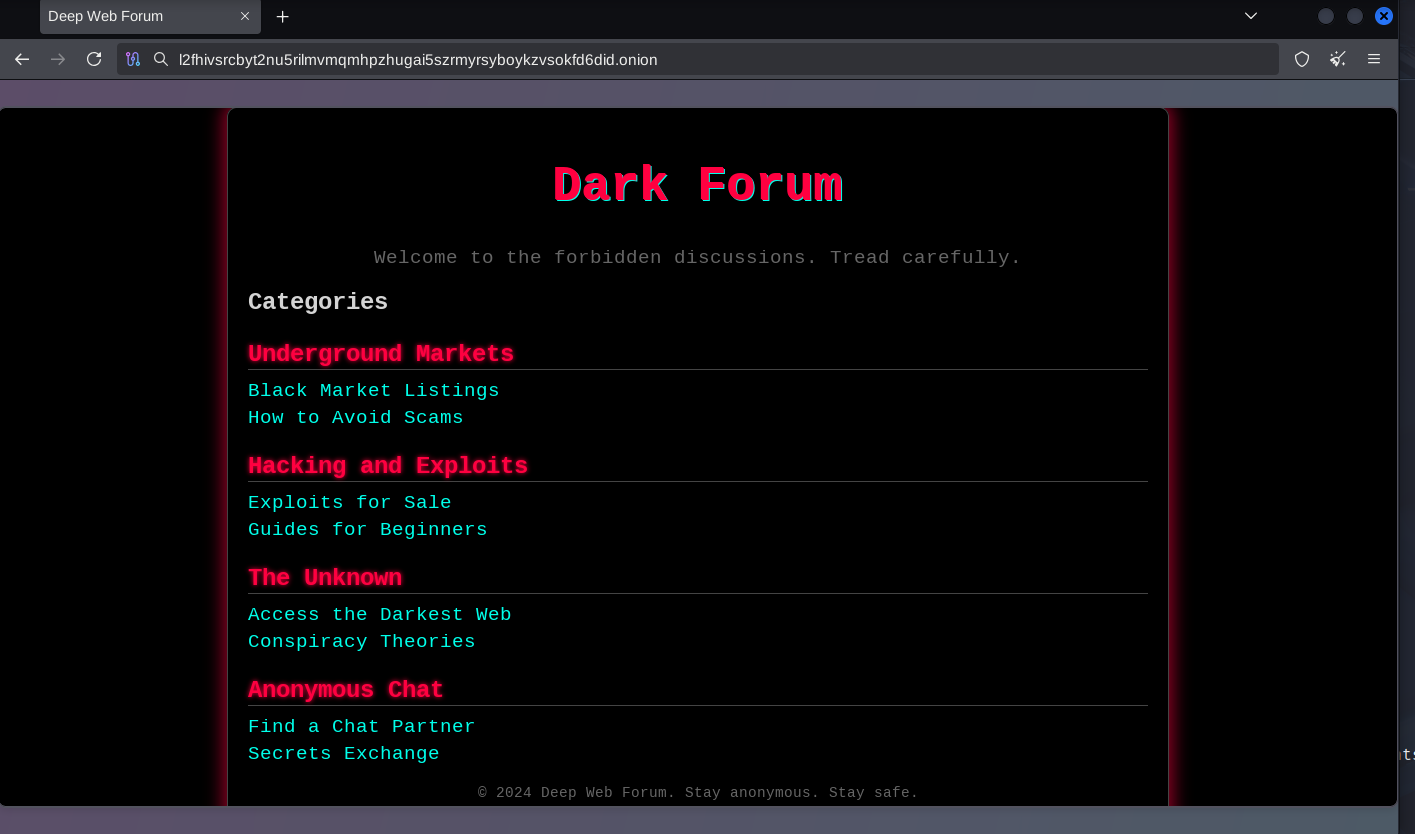 Deep Web Forum
l2fhivsrcbyt2nu5rilmvmqmhpzhugai5szrmyrsyboykzvsokfd6did.onion
Dark Forum
Welcome to the forbidden discussions. Tread carefully.
Categories
Underground Markets
Black Market Listings
How to Avoid Scams
Hacking and Exploits
Exploits for Sale
Guides for Beginners
The Unknown
Access the Darkest Web
Conspiracy Theories
Anonymous Chat
Find a Chat Partner
Secrets Exchange
© 2024 Deep Web Forum. Stay anonymous. Stay safe.